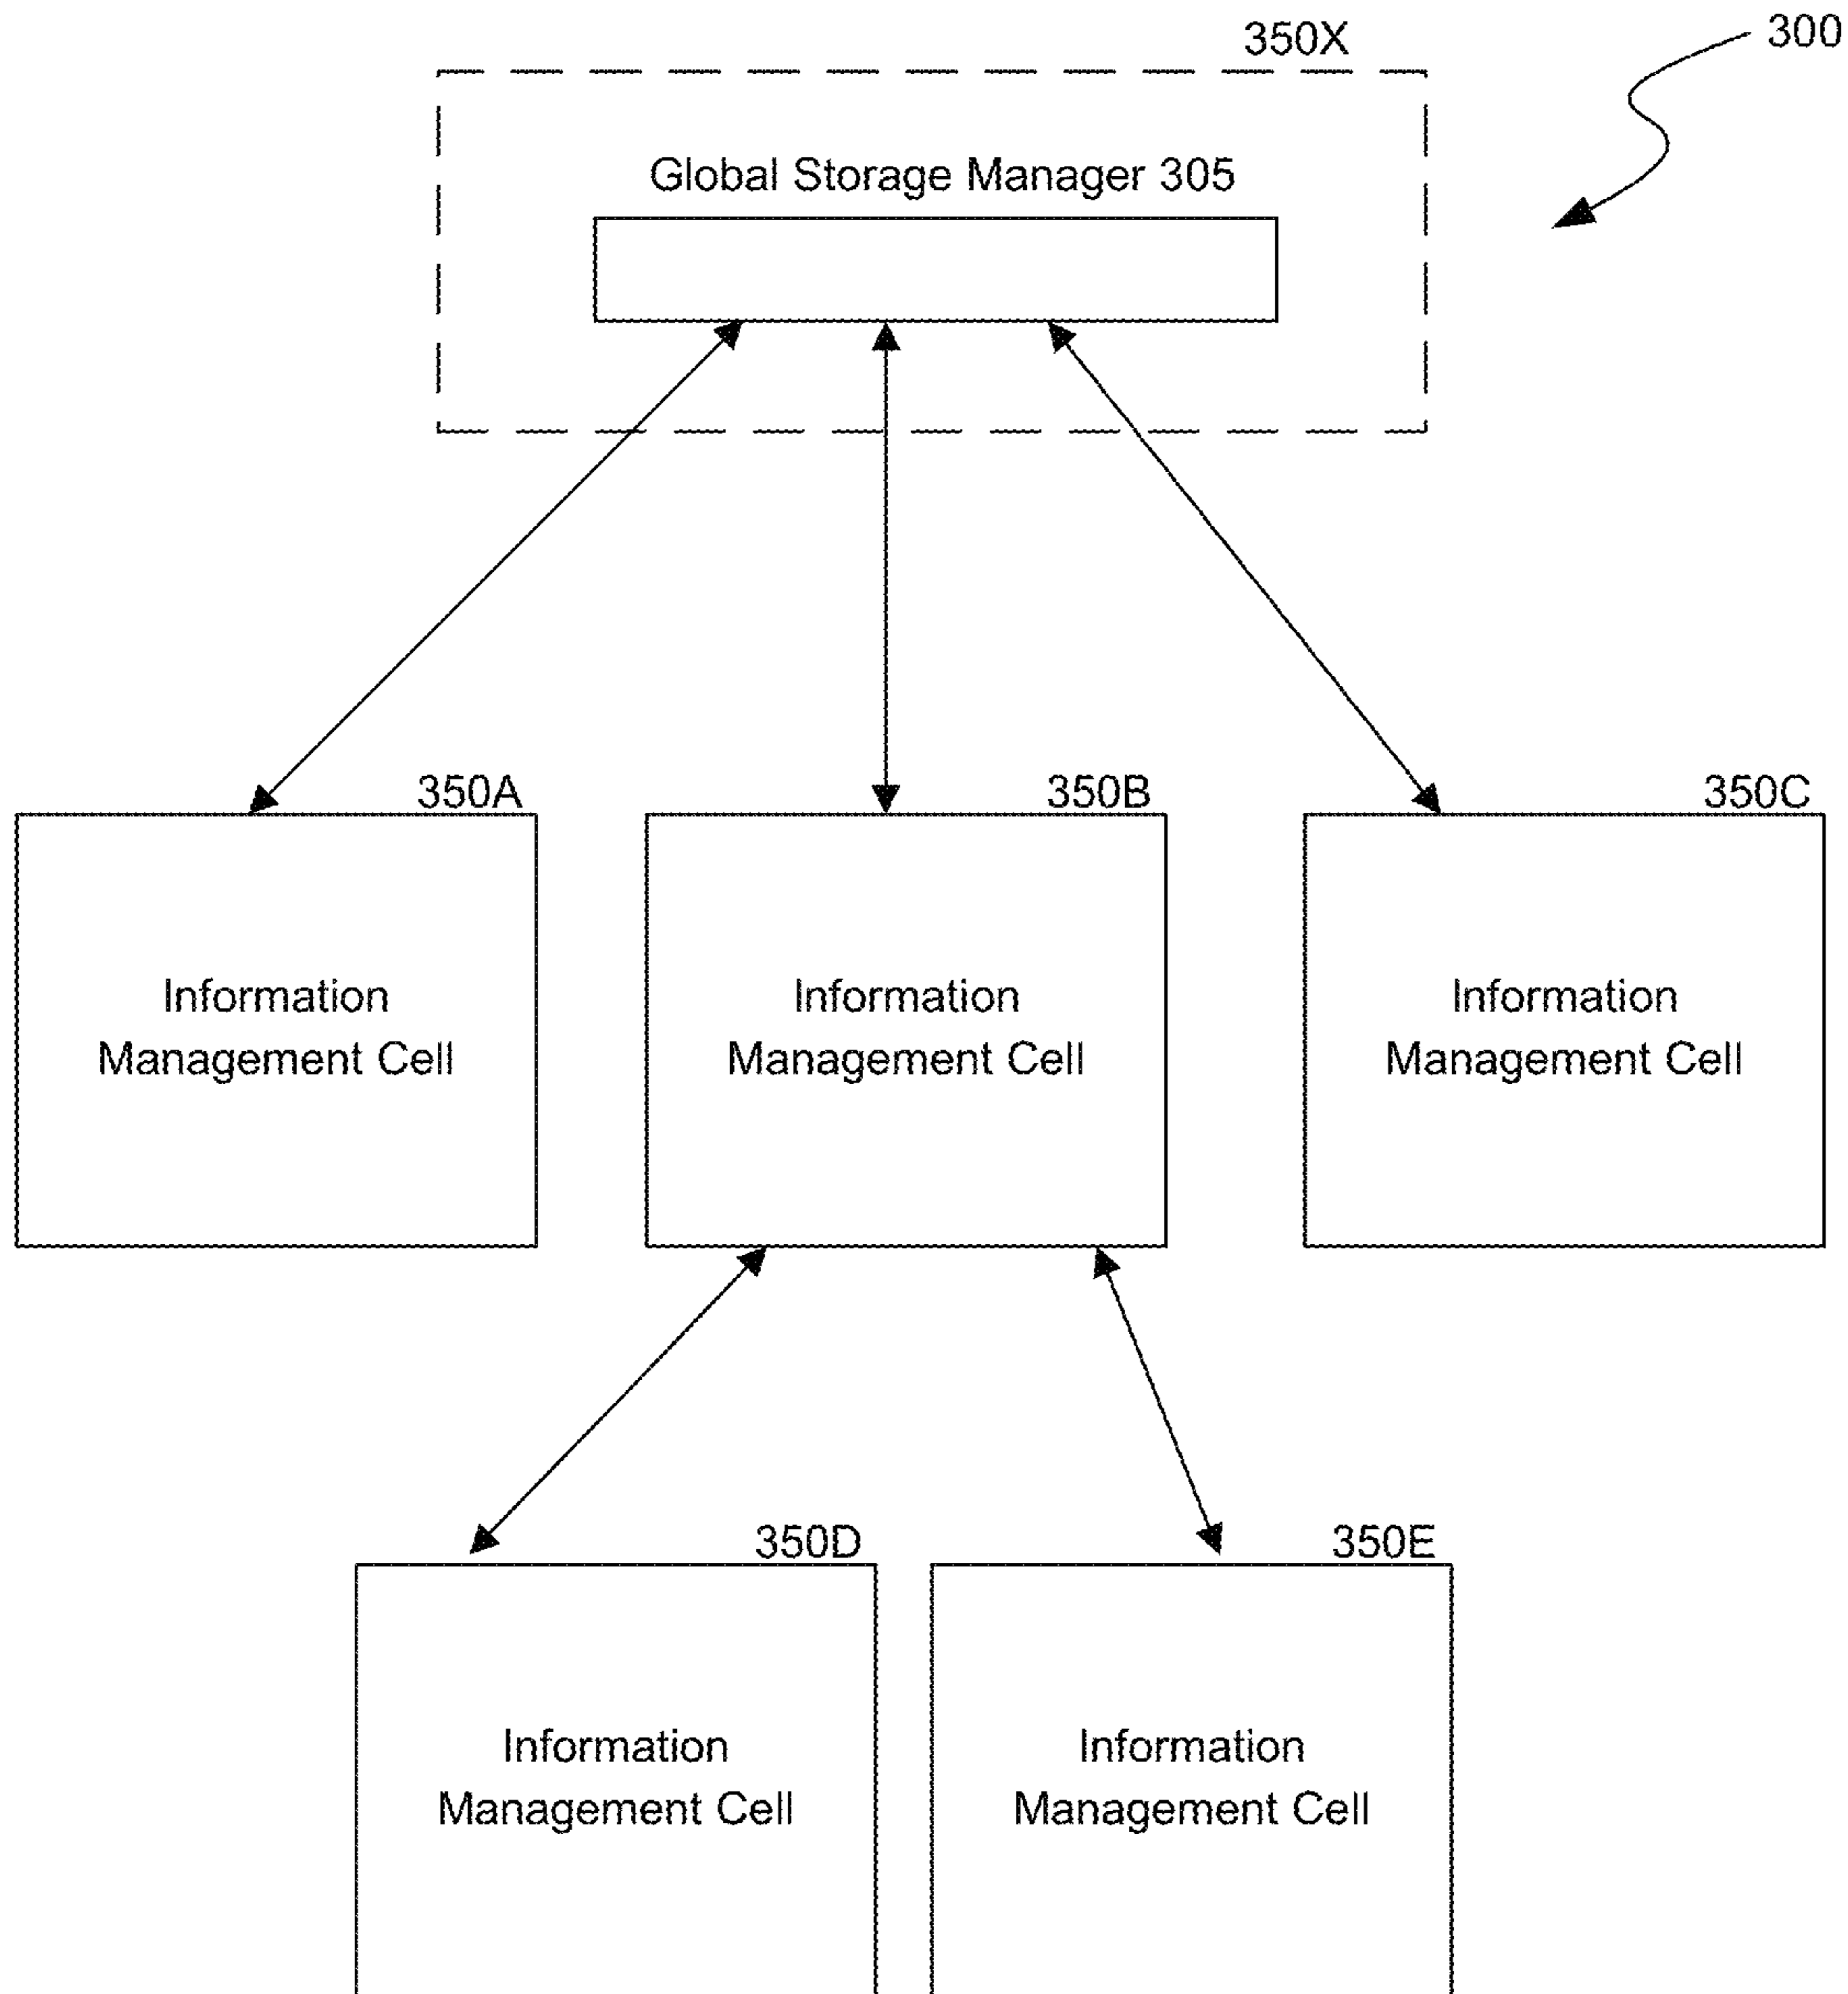 350X
300
Global Storage Manager 305
350A
350B
350C
Information
Management Cell
Information
Management Cell
Information
Management Cell
350D
350E
Information
Management Cell
Information
Management Cell